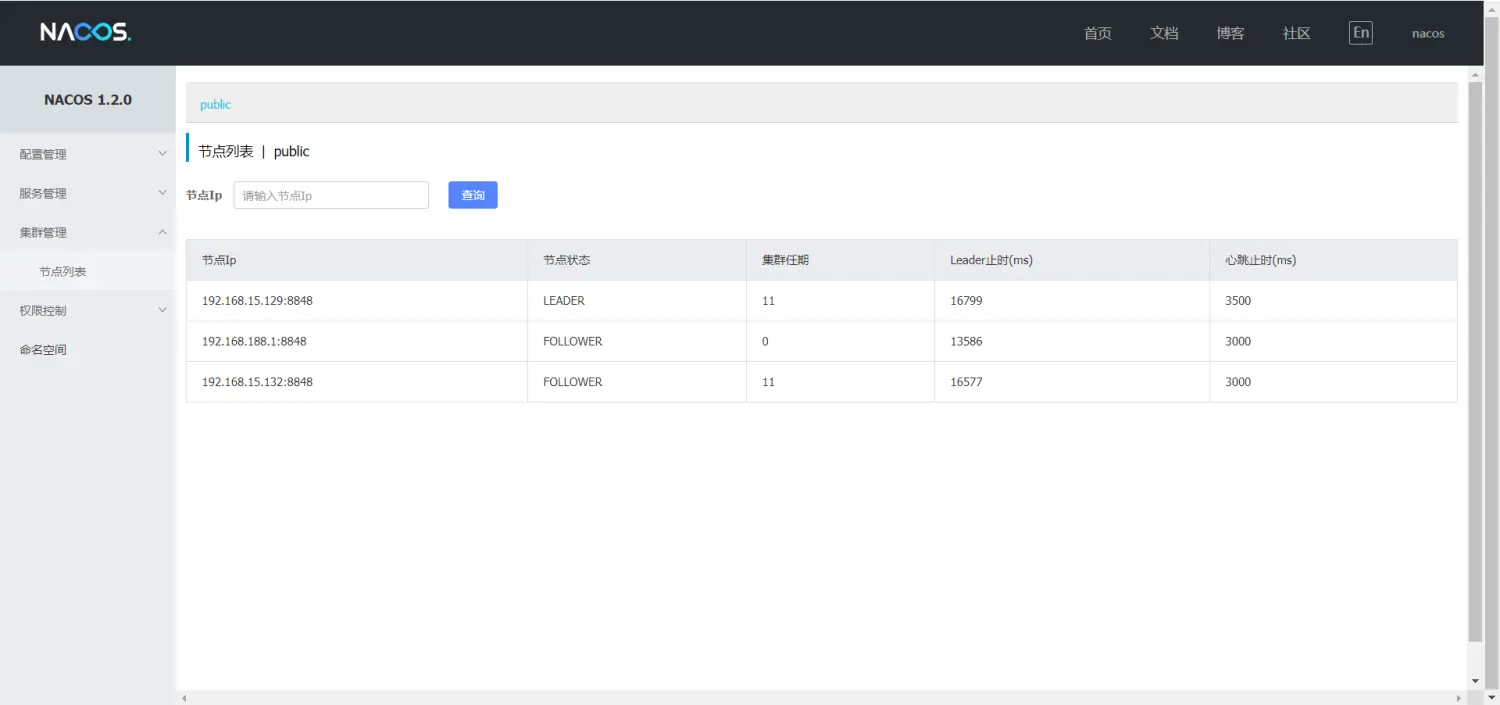 NACOS.
首页 文档 博客 社区 En nacos
NACOS 1.2.0
配置管理
服务管理
集群管理
节点列表
权限控制
命名空间
public
节点列表 | public
节点Ip 请输入节点Ip 查询
节点Ip 节点状态 集群任期 Leader止时(ms) 心跳止时(ms)
192.168.15.129:8848 LEADER 11 16799 3500
192.168.188.1:8848 FOLLOWER 0 13586 3000
192.168.15.132:8848 FOLLOWER 11 16577 3000